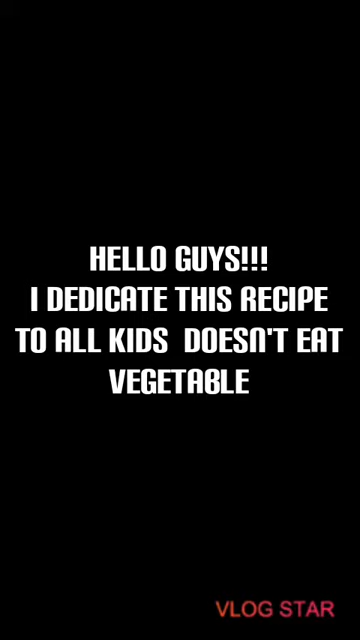 HELLO GUYS!!!
I DEDICATE THIS RECIPE
TO ALL KIDS DOESN'T EAT
VEGETABLE
VLOG STAR